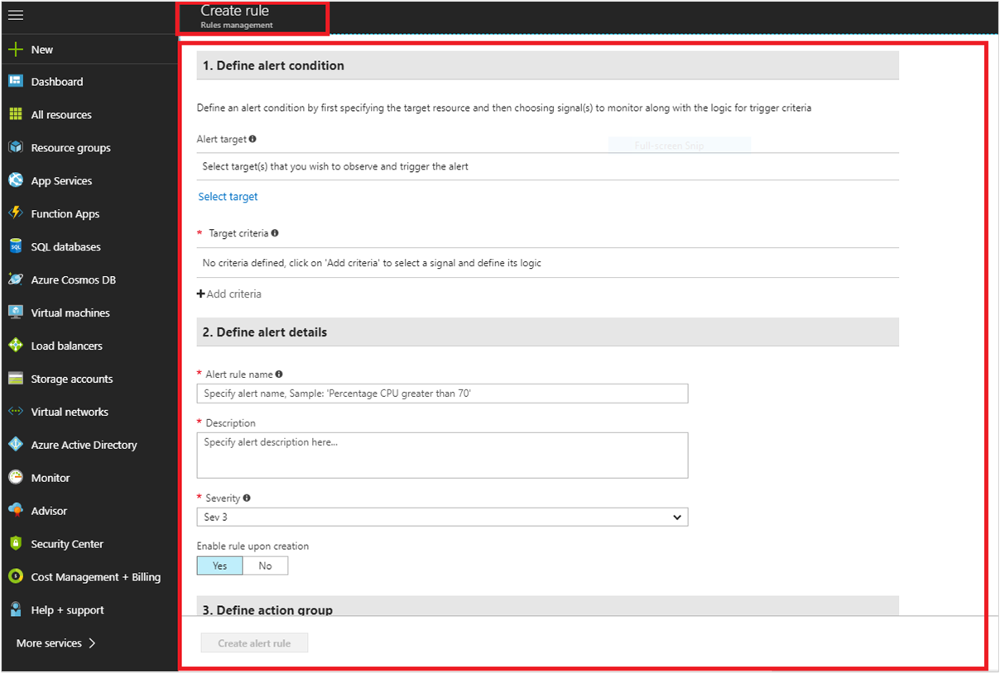 Create rule
Rules management
New
Dashboard
All resources
Resource groups
App Services
Function Apps
SQL databases
Azure Cosmos DB
Virtual machines
Load balancers
Storage accounts
Virtual networks
Azure Active Directory
Monitor
Advisor
Security Center
Cost Management + Billing
Help + support
More services
1. Define alert condition
Define an alert condition by first specifying the target resource and then choosing signal(s) to monitor along with the logic for trigger criteria
Alert target
Full-screen Snip
Select target(s) that you wish to observe and trigger the alert
Select target
* Target criteria
No criteria defined, click on 'Add criteria' to select a signal and define its logic
Add criteria
2. Define alert details
* Alert rule name
Specify alert name, Sample: 'Percentage CPU greater than 70'
* Description
Specify alert description here...
* Severity
Sev 3
Enable rule upon creation
Yes No
3. Define action group
Create alert rule